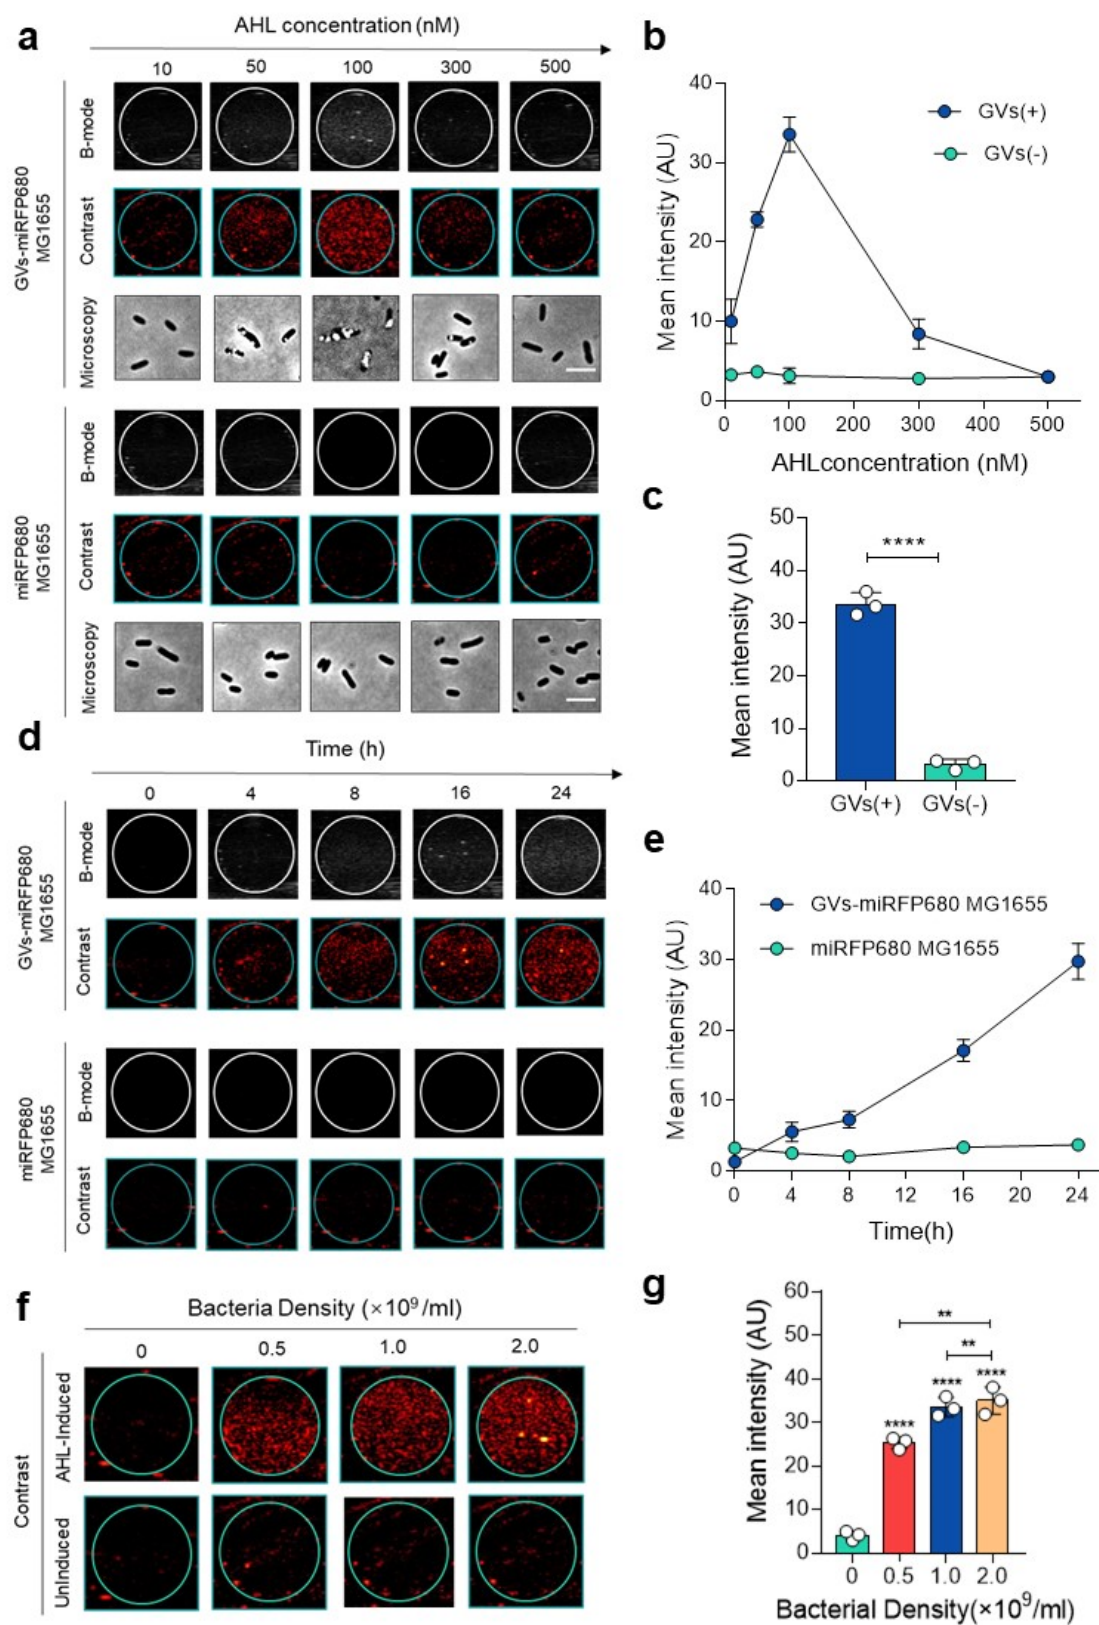 a
AHL concentration (nM)
10 50 100 300 500
GVs-miRFP680
MG1655
B-mode
Contrast
Microscopy
miRFP680
MG1655
B-mode
Contrast
Microscopy
b
40
30
20
10
0
Mean intensity (AU)
GVs(+)
GVs(-)
0 100 200 300 400 500
AHLconcentration (nM)
c
50
40
30
20
10
0
Mean intensity (AU)
****
GVs(+) GVs(-)
d
Time (h)
0 4 8 16 24
GVs-miRFP680
MG1655
B-mode
Contrast
miRFP680
MG1655
B-mode
Contrast
e
40
30
20
10
0
Mean intensity (AU)
GVs-miRFP680 MG1655
miRFP680 MG1655
0 4 8 12 16 20 24
Time(h)
f
Bacteria Density (×10⁹/ml)
0 0.5 1.0 2.0
Contrast
AHL-Induced
UnInduced
g
60
50
40
30
20
10
0
Mean intensity (AU)
**
**
**** **** ****
0 0.5 1.0 2.0
Bacterial Density(×10⁹/ml)